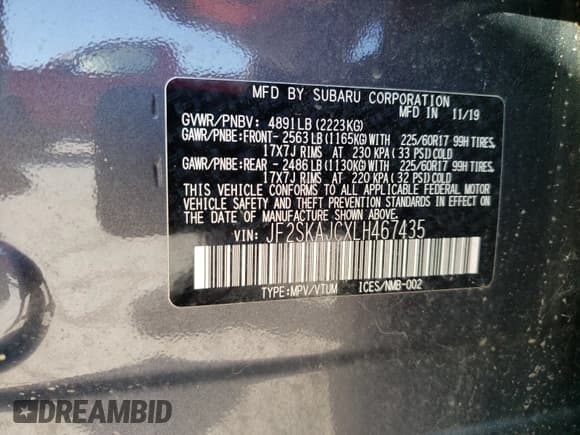 MFD BY SUBARU CORPORATION
MFD IN 11/19
GVWR/PNBV: 4891LB (2223KG)
GAWR/PNBE:FRONT- 2563LB (1165KG) WITH 225/60R17 99H TIRES,
17X7J RIMS AT 230 KPA (33 PSI) COLD
GAWR/PNBE:REAR - 2486LB (1130KG) WITH 225/60R17 99H TIRES,
17X7J RIMS AT 220 KPA (32 PSI) COLD
THIS VEHICLE CONFORMS TO ALL APPLICABLE FEDERAL MOTOR
VEHICLE SAFETY AND THEFT PREVENTION STANDARDS IN EFFECT ON
THE DATE OF MANUFACTURE SHOWN ABOVE.
VIN: JF2SKAJCXLH467435
TYPE:MPV/VTUM ICES/NMB-002
DREAMBID